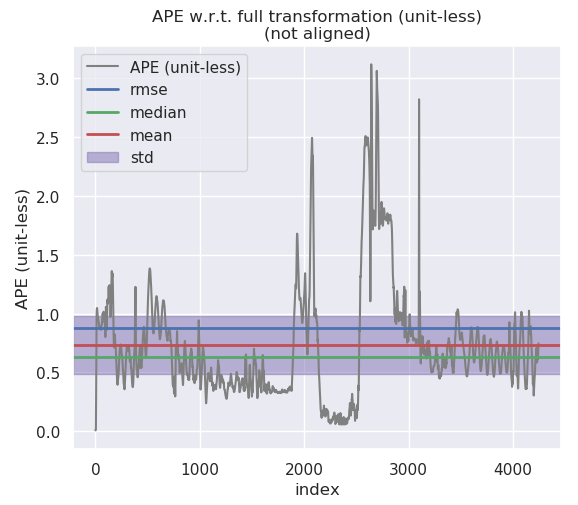 APE w.r.t. full transformation (unit-less)
(not aligned)
APE (unit-less)
rmse
median
mean
std
APE (unit-less)
3.0
2.5
2.0
1.5
1.0
0.5
0.0
0
1000
2000
3000
4000
index